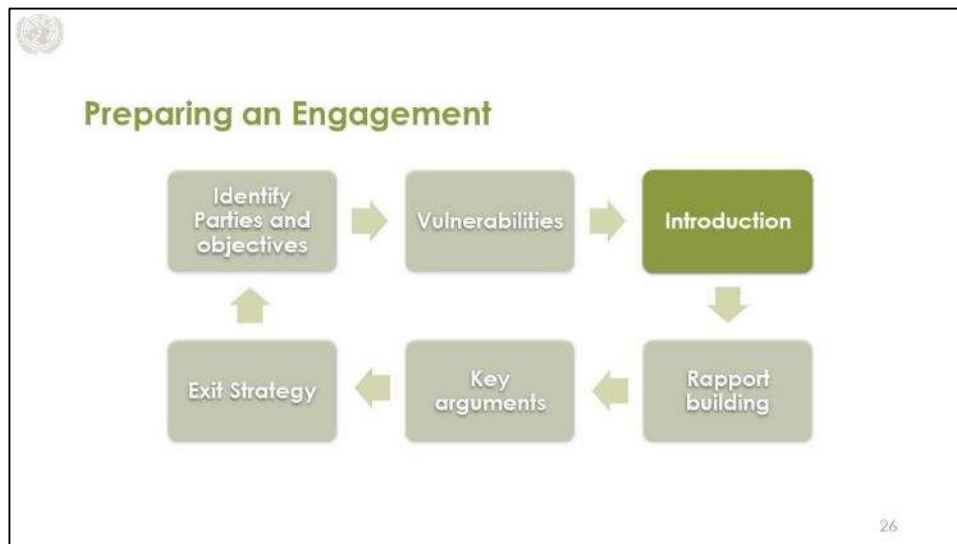 Preparing an Engagement
Identify
Parties and
objectives
Vulnerabilities
Introduction
Rapport
building
Key
arguments
Exit Strategy
26